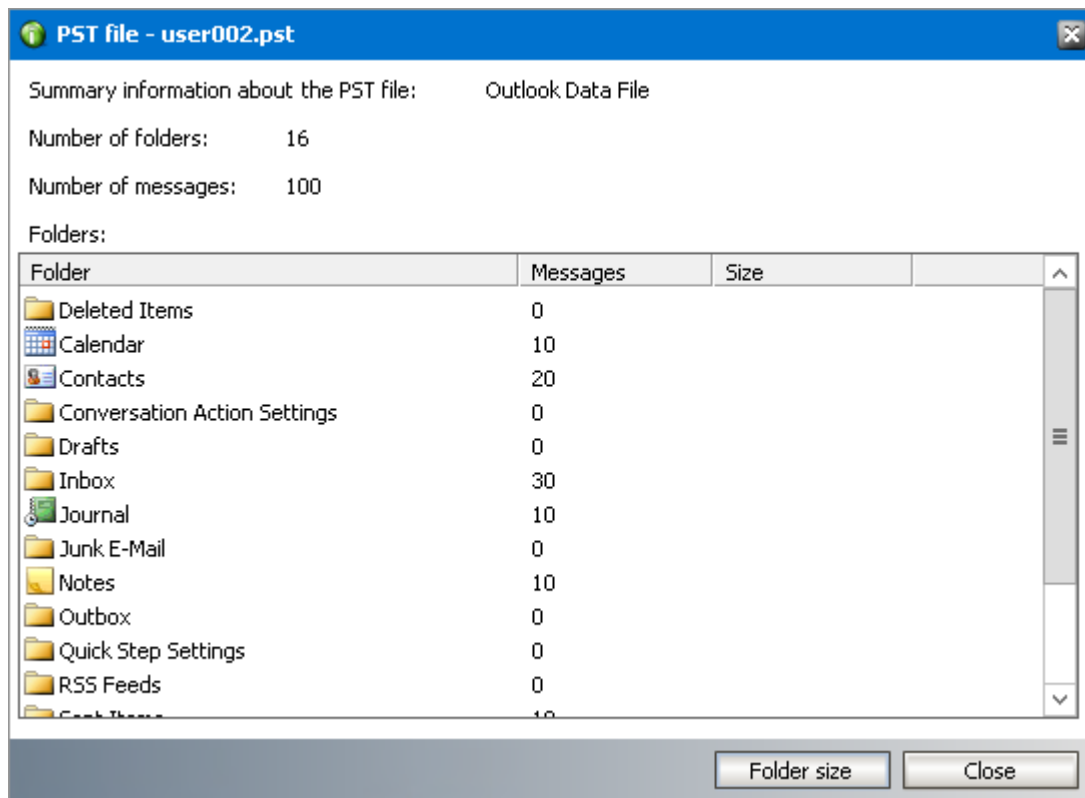 PST file - user002.pst
Summary information about the PST file: Outlook Data File
Number of folders: 16
Number of messages: 100
Folders:
Folder Messages Size
Deleted Items 0
Calendar 10
Contacts 20
Conversation Action Settings 0
Drafts 0
Inbox 30
Journal 10
Junk E-Mail 0
Notes 10
Outbox 0
Quick Step Settings 0
RSS Feeds 0
Sent Items 10
Folder size Close